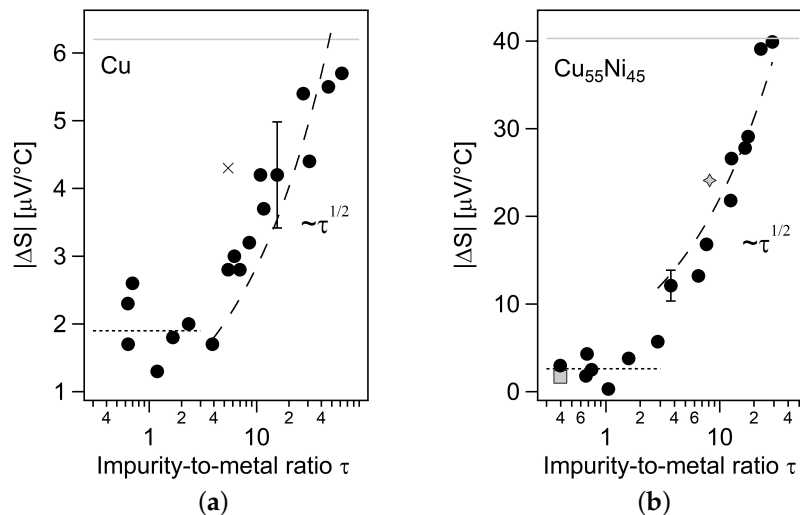 6
5
4
3
2
1
|ΔS| [μV/°C]
Cu
~τ1/2
4
1
2
4
10
2
4
Impurity-to-metal ratio τ
(a)
40
30
20
10
0
|ΔS| [μV/°C]
Cu55Ni45
~τ1/2
4
6
1
2
4
6
10
2
4
Impurity-to-metal ratio τ
(b)